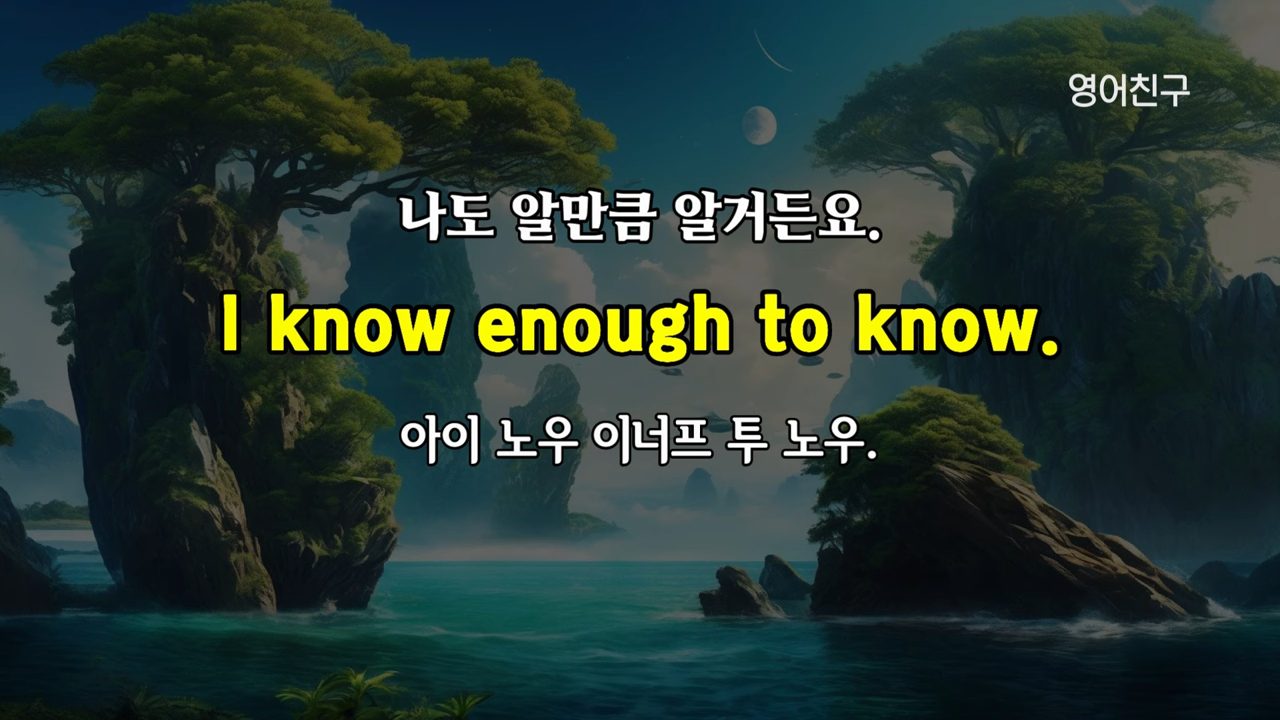 영어친구
나도 알만큼 알거든요.
I know enough to know.
아이 노우 이너프 투 노우.